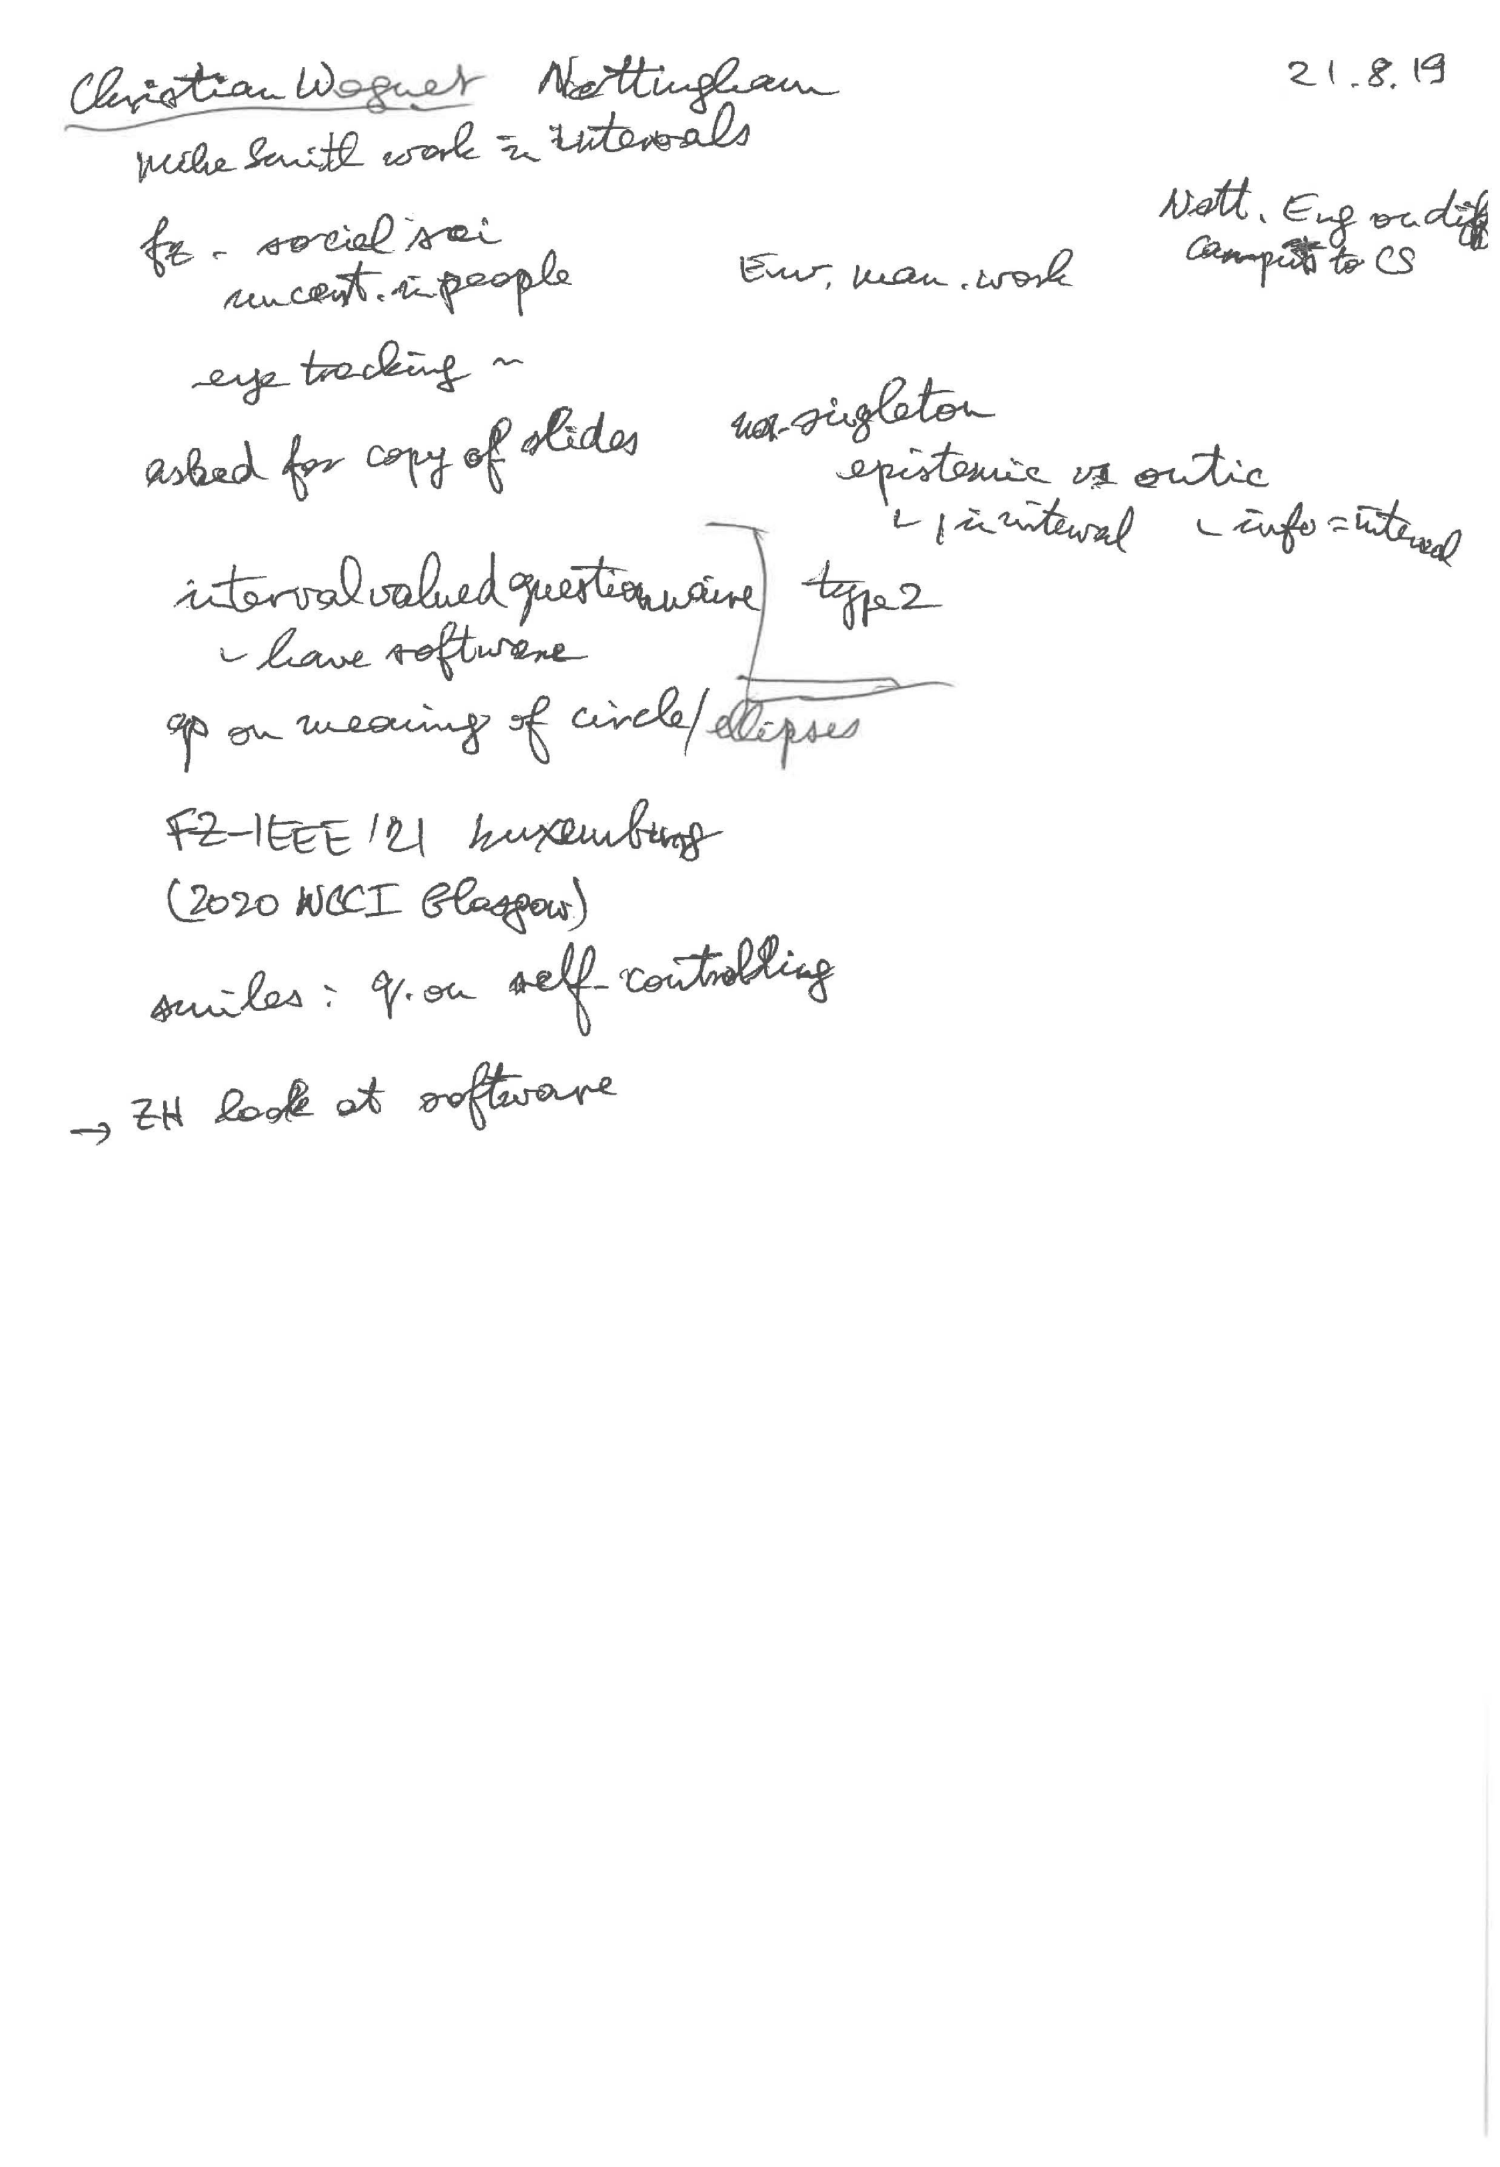 Christian Wagner Nottingham 21.8.19
Mike Smith work in intervals
Nott. Eng on diff
campus to CS
fz - social sci
uncert. in people
Env. man. work
eye tracking ~
asked for copy of slides
non-singleton
epistemic vs ontic
- 1 in interval - info = interval
interval valued questionnaire type 2
- have software
qp on meaning of circle/ellipses
FZ-IEEE '21 Luxemburg
(2020 WCCI Glasgow)
smiles: q. on self-controlling
→ ZH look at software